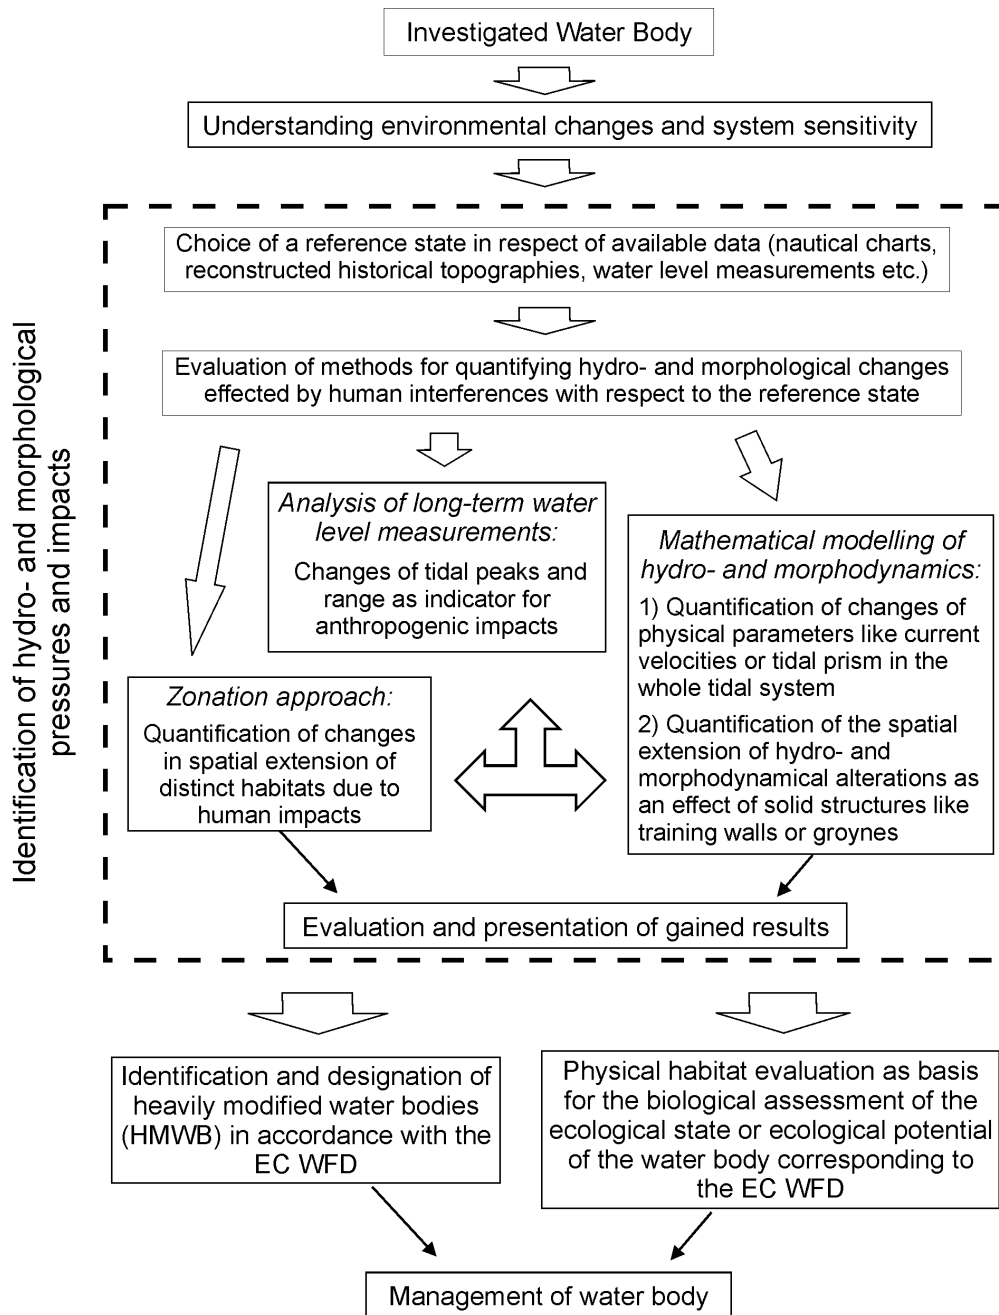 Investigated Water Body
Understanding environmental changes and system sensitivity
Identification of hydro- and morphological
pressures and impacts
Choice of a reference state in respect of available data (nautical charts,
reconstructed historical topographies, water level measurements etc.)
Evaluation of methods for quantifying hydro- and morphological changes
effected by human interferences with respect to the reference state
Analysis of long-term water
level measurements:
Changes of tidal peaks and
range as indicator for
anthropogenic impacts
Mathematical modelling of
hydro- and morphodynamics:
1) Quantification of changes of
physical parameters like current
velocities or tidal prism in the
whole tidal system
2) Quantification of the spatial
extension of hydro- and
morphodynamical alterations as
an effect of solid structures like
training walls or groynes
Zonation approach:
Quantification of changes
in spatial extension of
distinct habitats due to
human impacts
Evaluation and presentation of gained results
Identification and designation of
heavily modified water bodies
(HMWB) in accordance with the
EC WFD
Physical habitat evaluation as basis
for the biological assessment of the
ecological state or ecological potential
of the water body corresponding to
the EC WFD
Management of water body